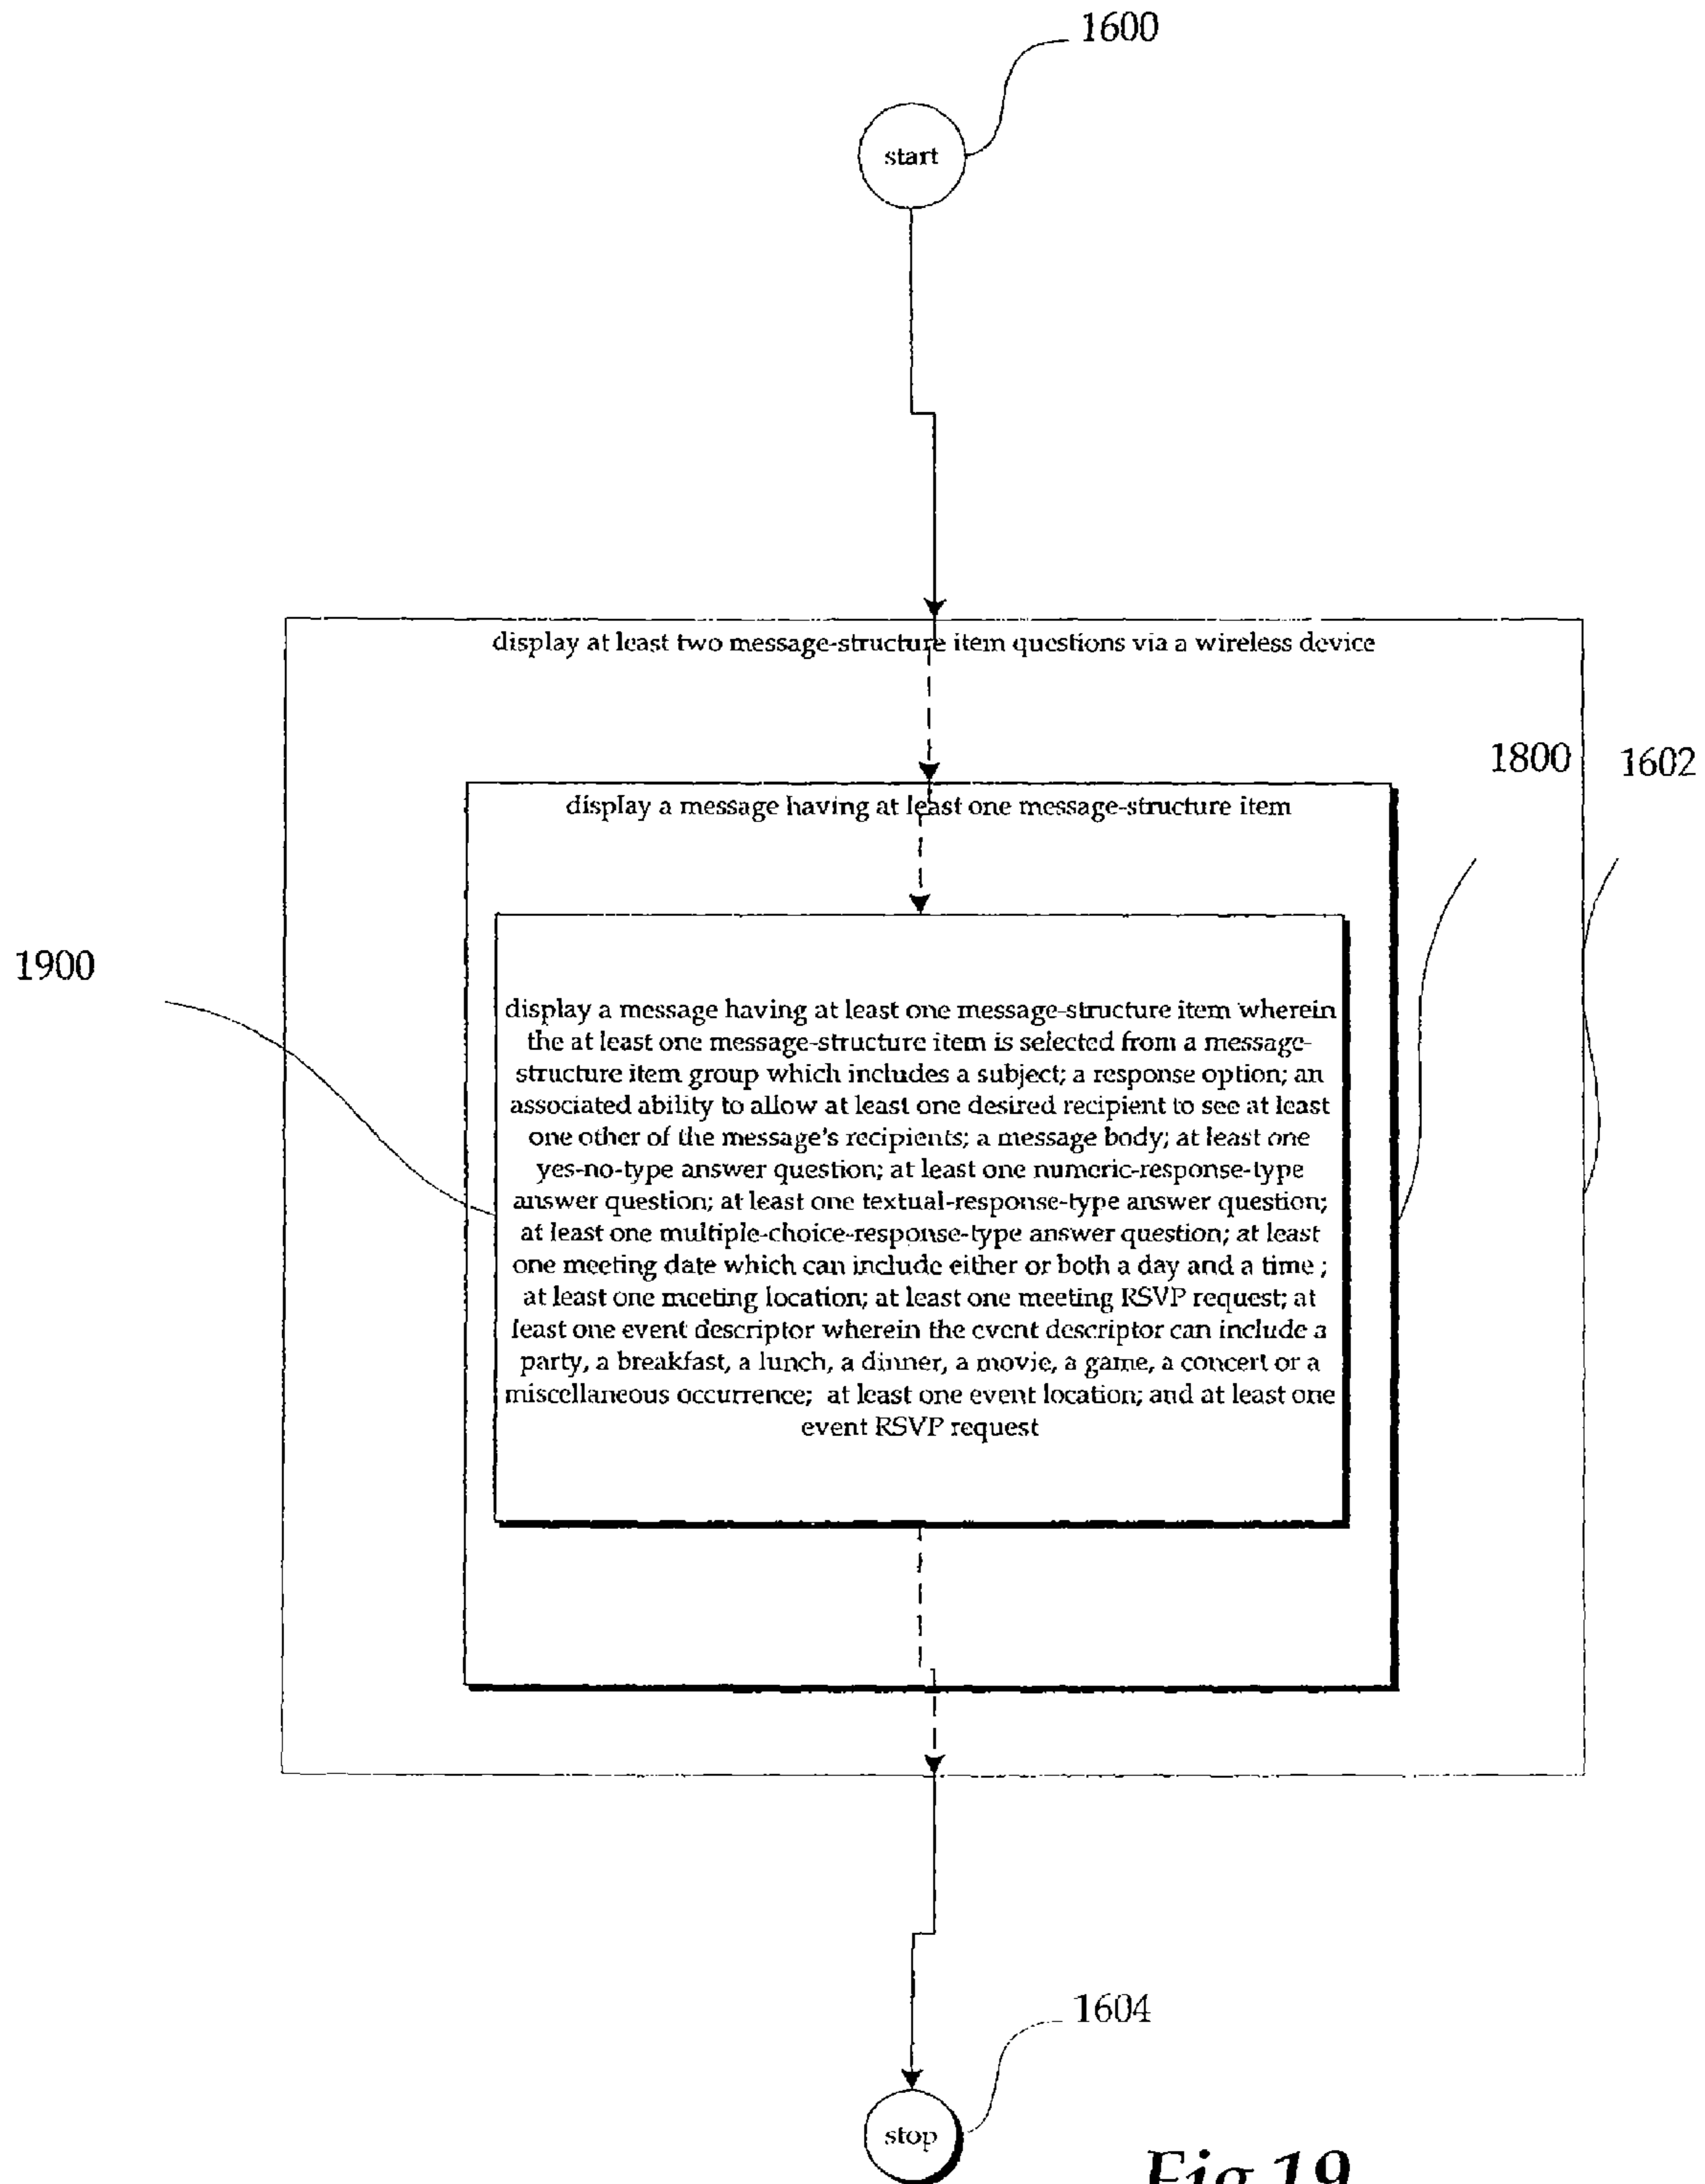 1600
start
display at least two message-structure item questions via a wireless device
1800
1602
display a message having at least one message-structure item
1900
display a message having at least one message-structure item wherein
the at least one message-structure item is selected from a message-
structure item group which includes a subject; a response option; an
associated ability to allow at least one desired recipient to see at least
one other of the message's recipients; a message body; at least one
yes-no-type answer question; at least one numeric-response-type
answer question; at least one textual-response-type answer question;
at least one multiple-choice-response-type answer question; at least
one meeting date which can include either or both a day and a time ;
at least one meeting location; at least one meeting RSVP request; at
least one event descriptor wherein the event descriptor can include a
party, a breakfast, a lunch, a dinner, a movie, a game, a concert or a
miscellaneous occurrence; at least one event location; and at least one
event RSVP request
1604
stop
Fig 19